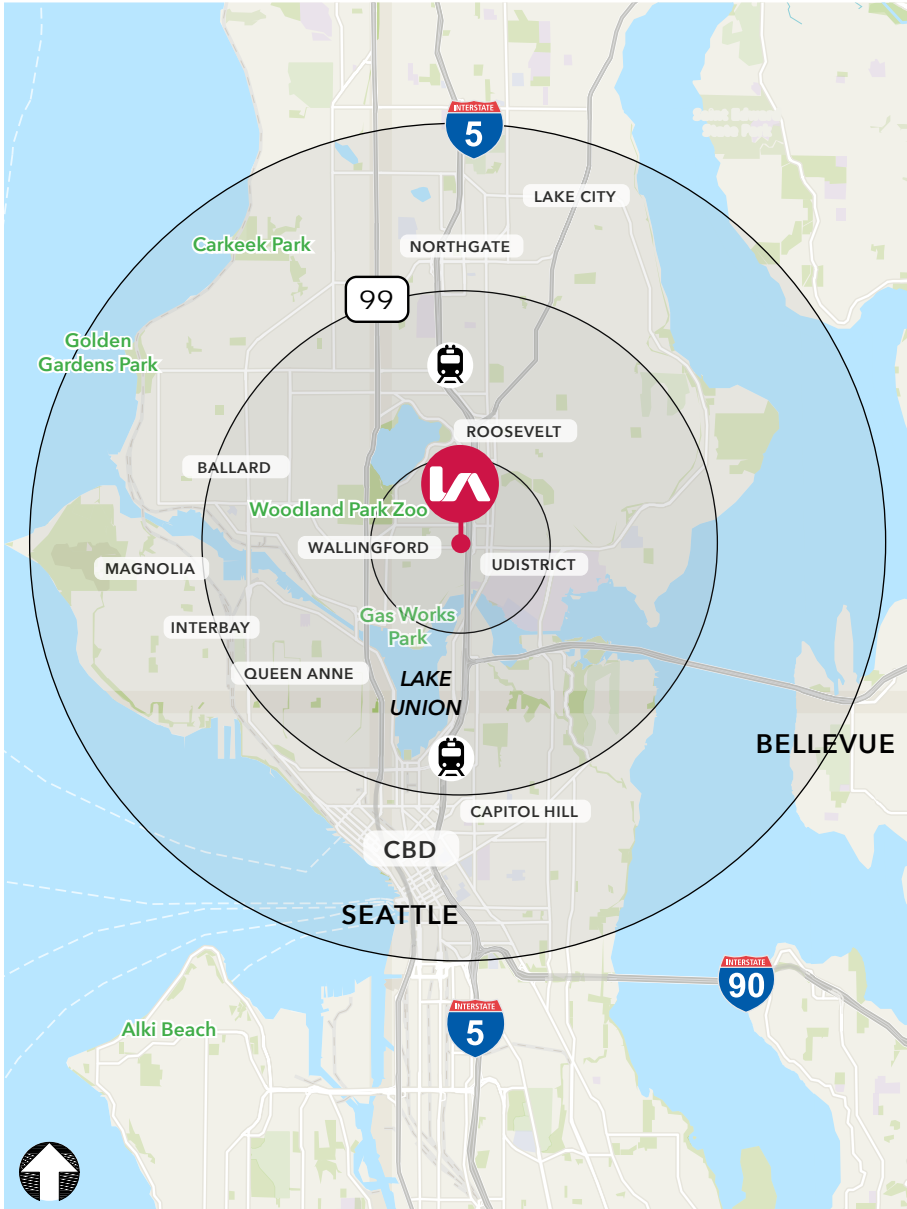 INTERSTATE
5
LAKE CITY
Carkeek Park
NORTHGATE
99
Golden
Gardens Park
ROOSEVELT
BALLARD
LA
Woodland Park Zoo
WALLINGFORD
UDISTRICT
MAGNOLIA
Gas Works
Park
INTERBAY
QUEEN ANNE
LAKE
UNION
BELLEVUE
CAPITOL HILL
CBD
SEATTLE
INTERSTATE
90
INTERSTATE
5
Alki Beach